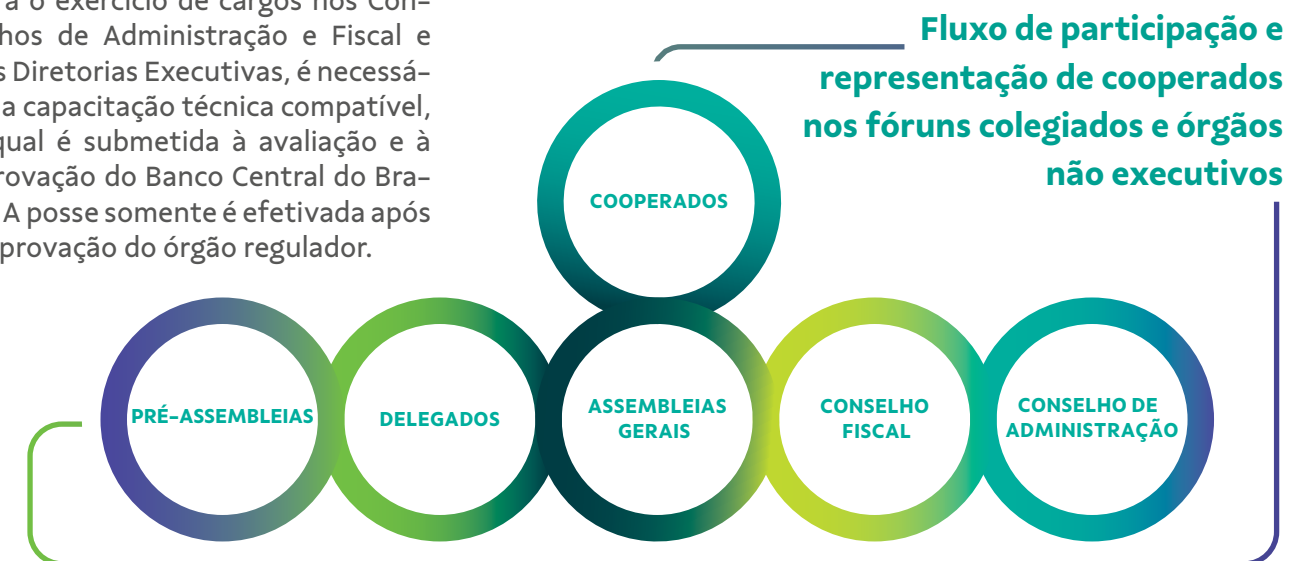 ra o exercício de cargos nos Con-
hos de Administração e Fiscal e
s Diretorias Executivas, é necessá-
a capacitação técnica compatível,
qual é submetida à avaliação e à
rovação do Banco Central do Bra-
A posse somente é efetivada após
provação do órgão regulador.
Fluxo de participação e
representação de cooperados
nos fóruns colegiados e órgãos
não executivos
COOPERADOS
PRÉ-ASSEMBLEIAS
DELEGADOS
ASSEMBLEIAS
GERAIS
CONSELHO
FISCAL
CONSELHO DE
ADMINISTRAÇÃO